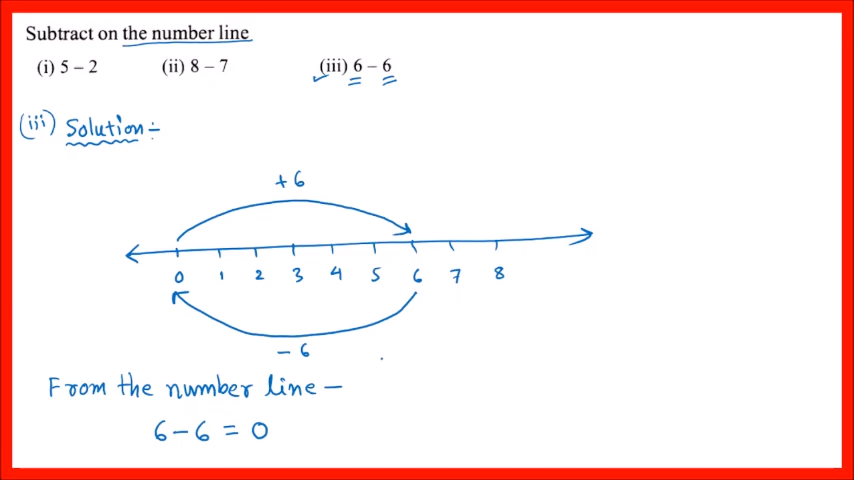 Subtract on the number line
(i) 5 – 2 (ii) 8 – 7 (iii) 6 – 6
(iii) Solution :-
+6
0 1 2 3 4 5 6 7 8
– 6
From the number line –
6 – 6 = 0